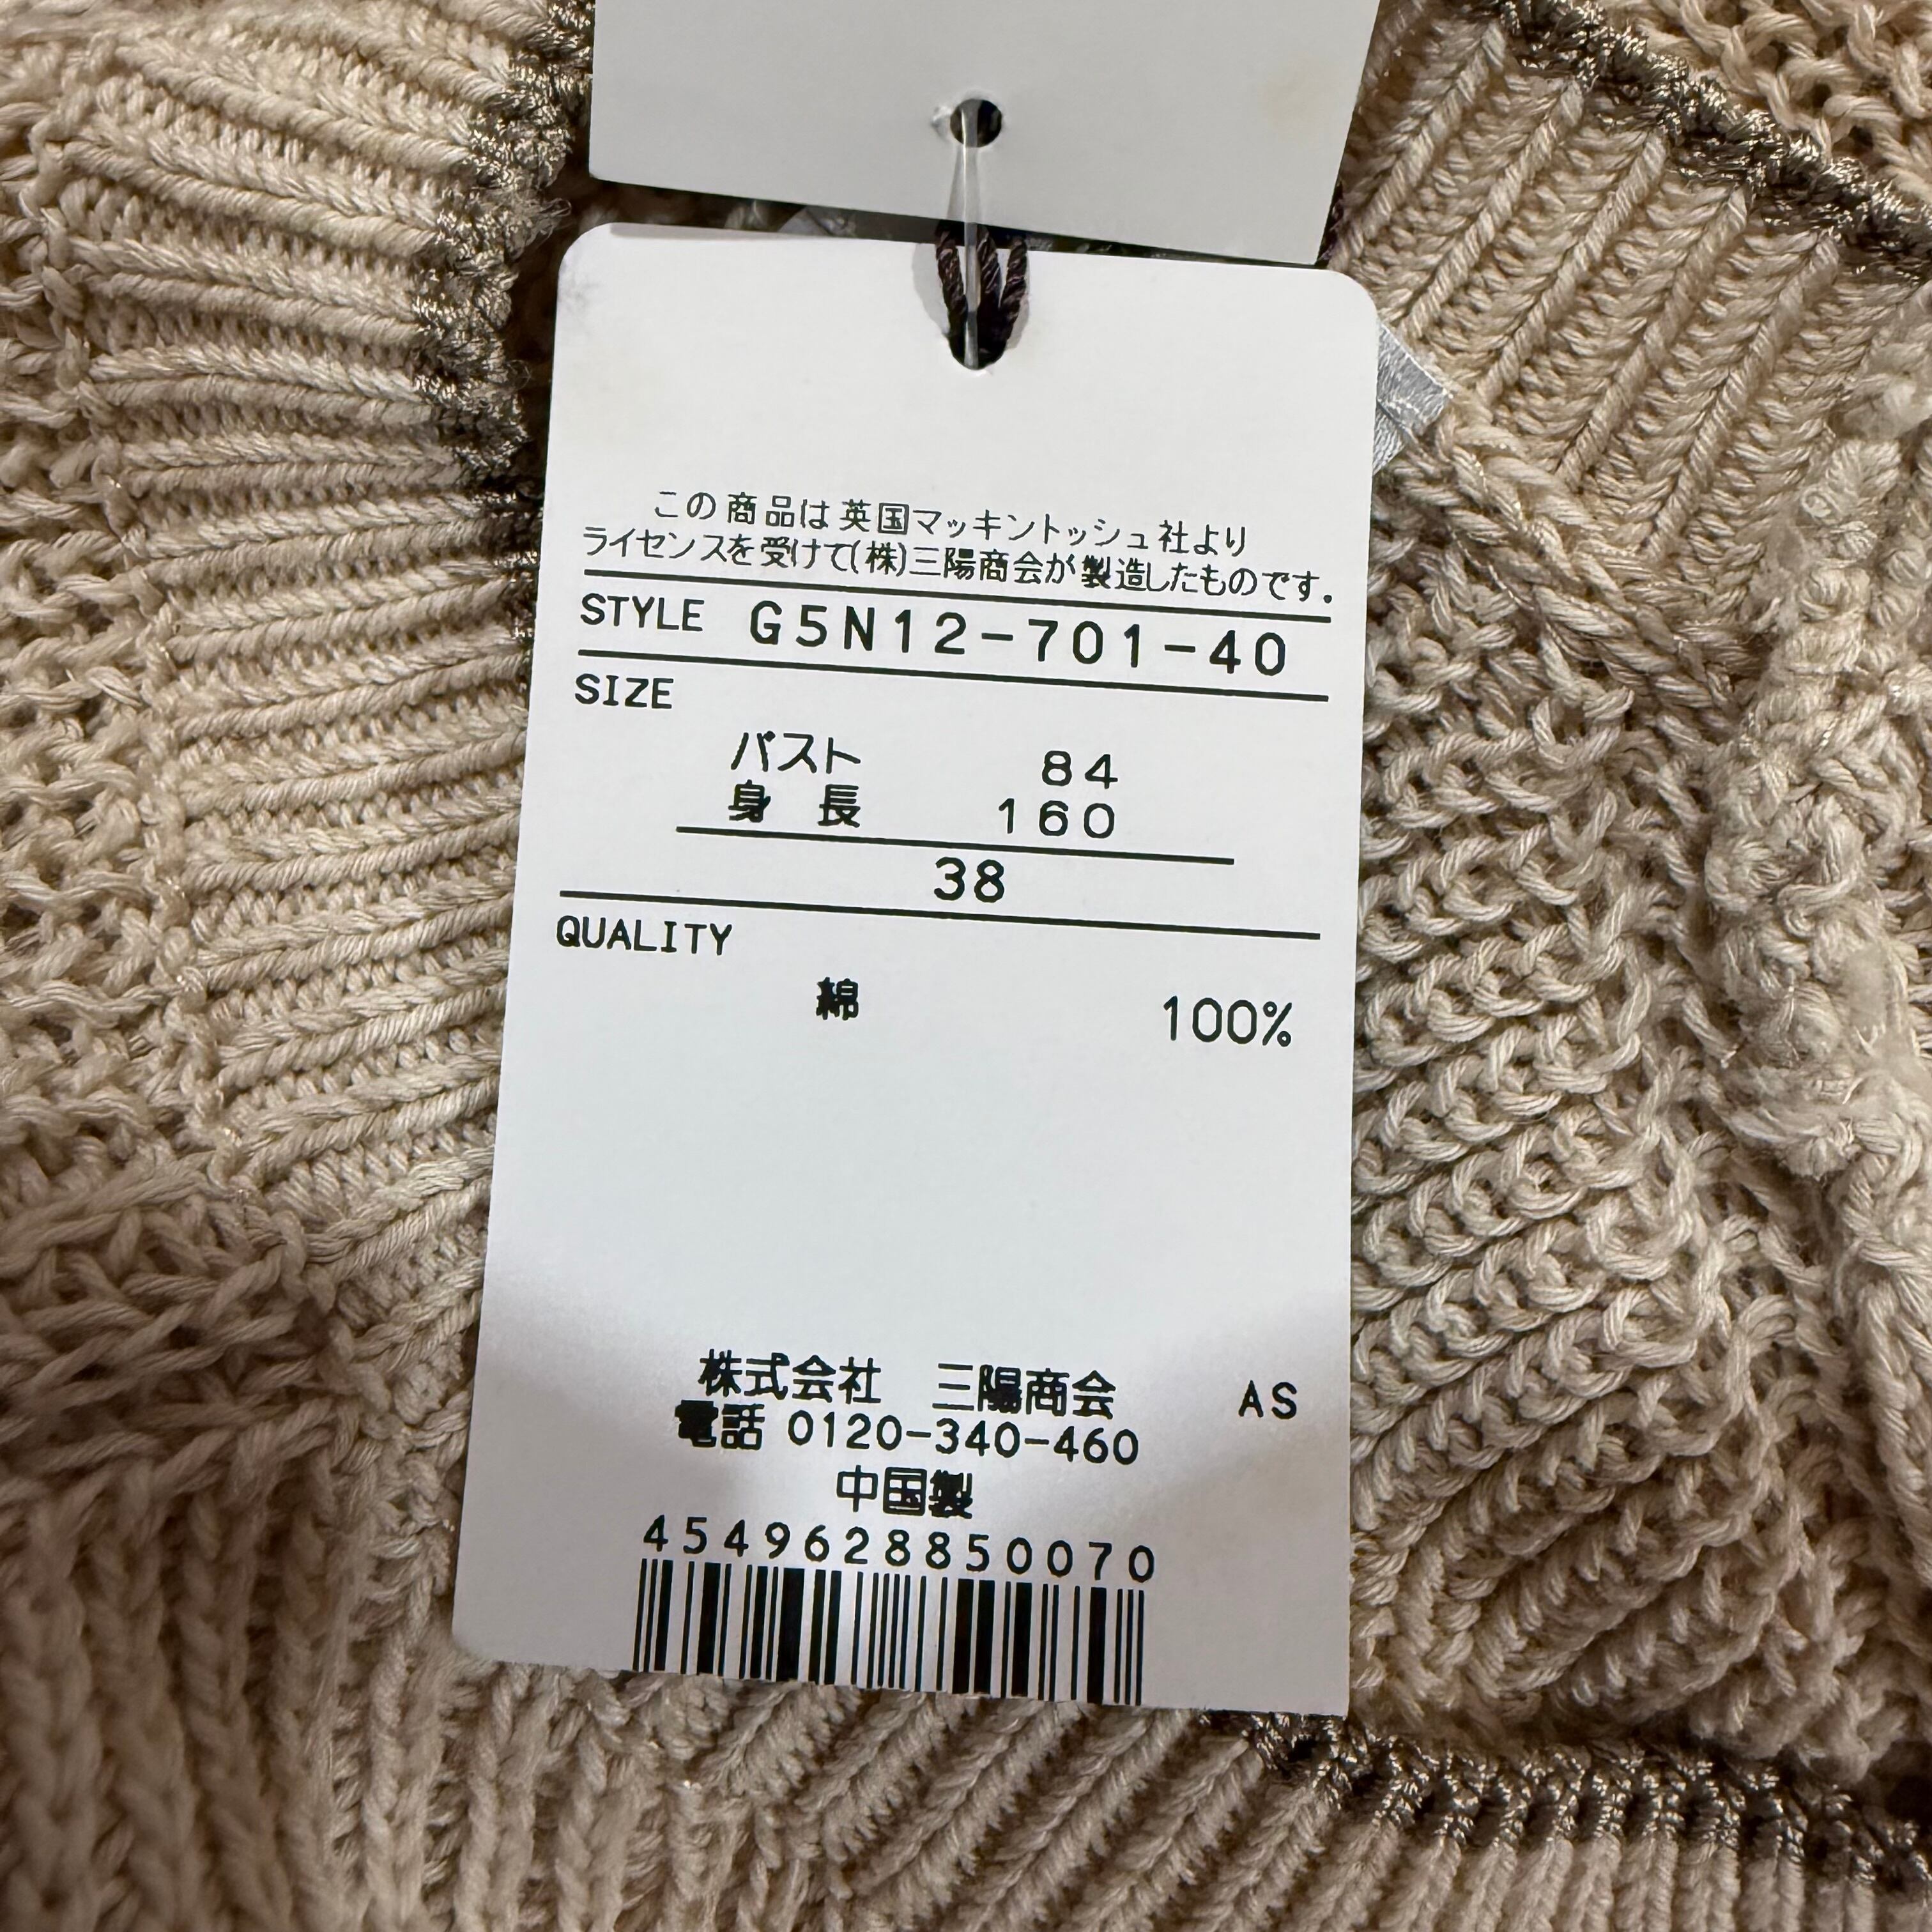 この商品は英国マッキントッシュ社より
ライセンスを受けて(株)三陽商会が製造したものです。
STYLE G5N12-701-40
SIZE
バスト 84
身長 160
38
QUALITY
綿 100%
株式会社 三陽商会 AS
電話 0120-340-460
中国製
4549628850070